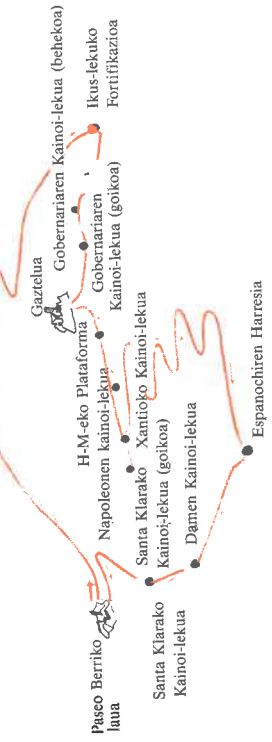 Paseo Berriko
laua
Santa Klarako
Kainoi-lekua
Damen Kainoi-lekua
Espanochiren Harresia
Santa Klarako
Kainoi-lekua (goikoa)
Xantioko Kainoi-lekua
Napoleonen kainoi-lekua
H-M-eko Plataforma
Gaztelua
Gobernariaren
Kainoi-lekua (goikoa)
Gobernariaren Kainoi-lekua (behekoa)
Ikus-lekuko
Fortifikazioa